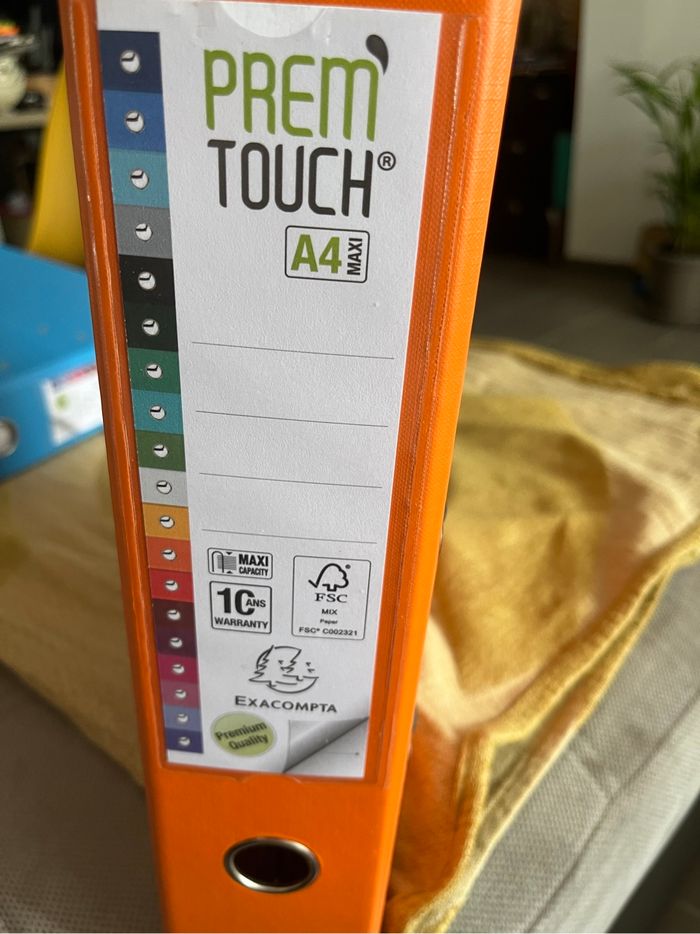 PREM'
TOUCH®
A4 MAXI
MAXI
CAPACITY
10 ANS
WARRANTY
FSC
MIX
Paper
FSC® C002321
EXACOMPTA
Premium
Quality